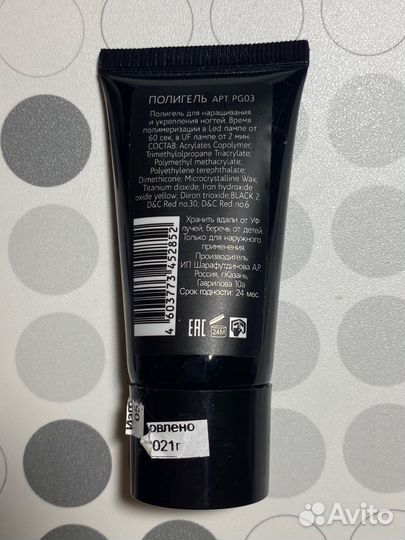 ПОЛИГЕЛЬ АРТ: PG03
Полигель для наращивания
и укрепления ногтей. Время
полимеризации в Led лампе от
60 сек, в UF лампе от 2 мин.
СОСТАВ: Acrylates Copolymer;
Trimethylolpropane Triacrylate;
Polymethyl methacrylate;
Polyethylene terephthalate;
Dimethicone; Microcrystalline Wax;
Titanium dioxide; Iron hydroxide
oxide yellow; Diiron trioxide;BLACK 2;
D&C Red no.30; D&C Red no.6
Хранить вдали от УФ
лучей, беречь от детей.
Только для наружного
применения.
Производитель:
ИП Шарафутдинова А.Р.
Россия, г.Казань,
Гаврилова 10а
Срок годности: 24 мес.
4 603773 452852
EAC
24M
овлено
021г
Avito